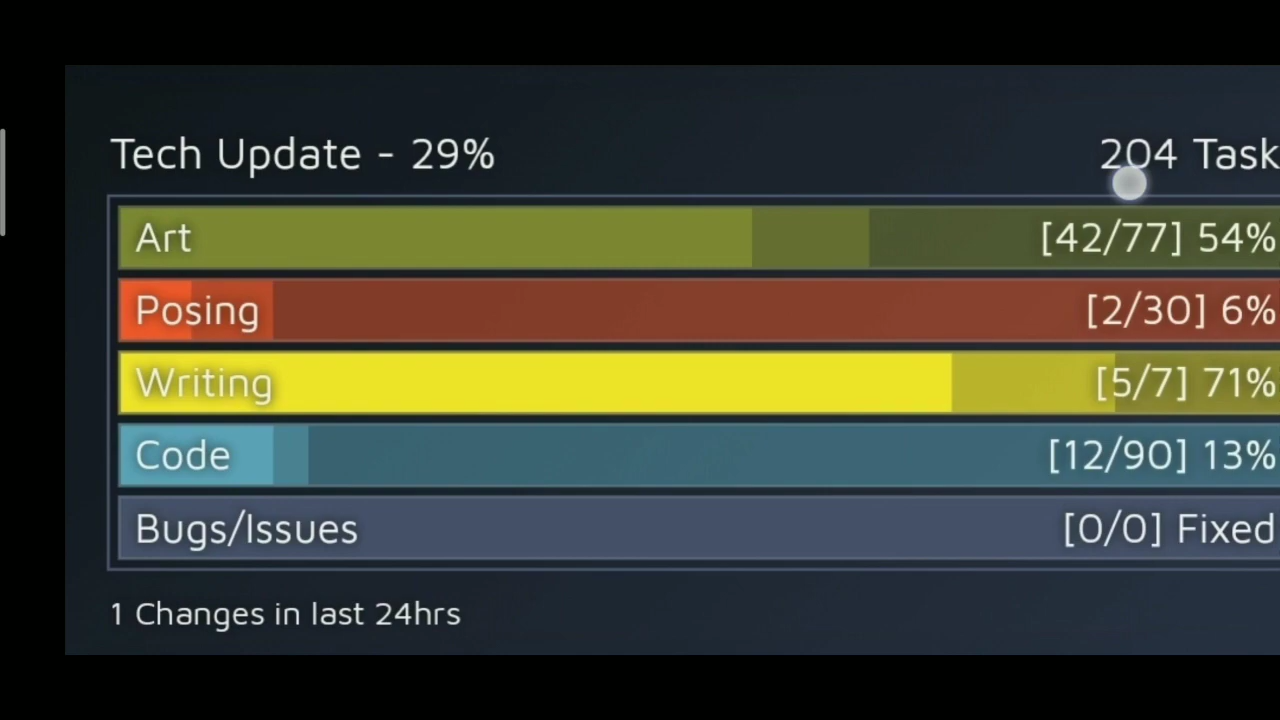 Tech Update - 29% 204 Task
Art [42/77] 54%
Posing [2/30] 6%
Writing [5/7] 71%
Code [12/90] 13%
Bugs/Issues [0/0] Fixed
1 Changes in last 24hrs